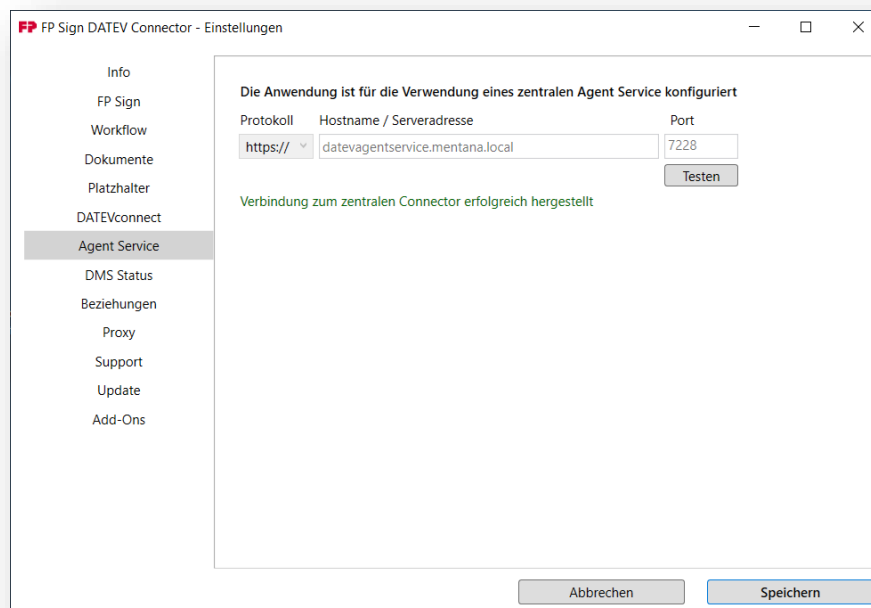 FP FP Sign DATEV Connector - Einstellungen
Info
FP Sign
Workflow
Dokumente
Platzhalter
DATEVconnect
Agent Service
DMS Status
Beziehungen
Proxy
Support
Update
Add-Ons
Die Anwendung ist für die Verwendung eines zentralen Agent Service konfiguriert
Protokoll Hostname / Serveradresse Port
https:// datevagentservice.mentana.local 7228
Testen
Verbindung zum zentralen Connector erfolgreich hergestellt
Abbrechen Speichern